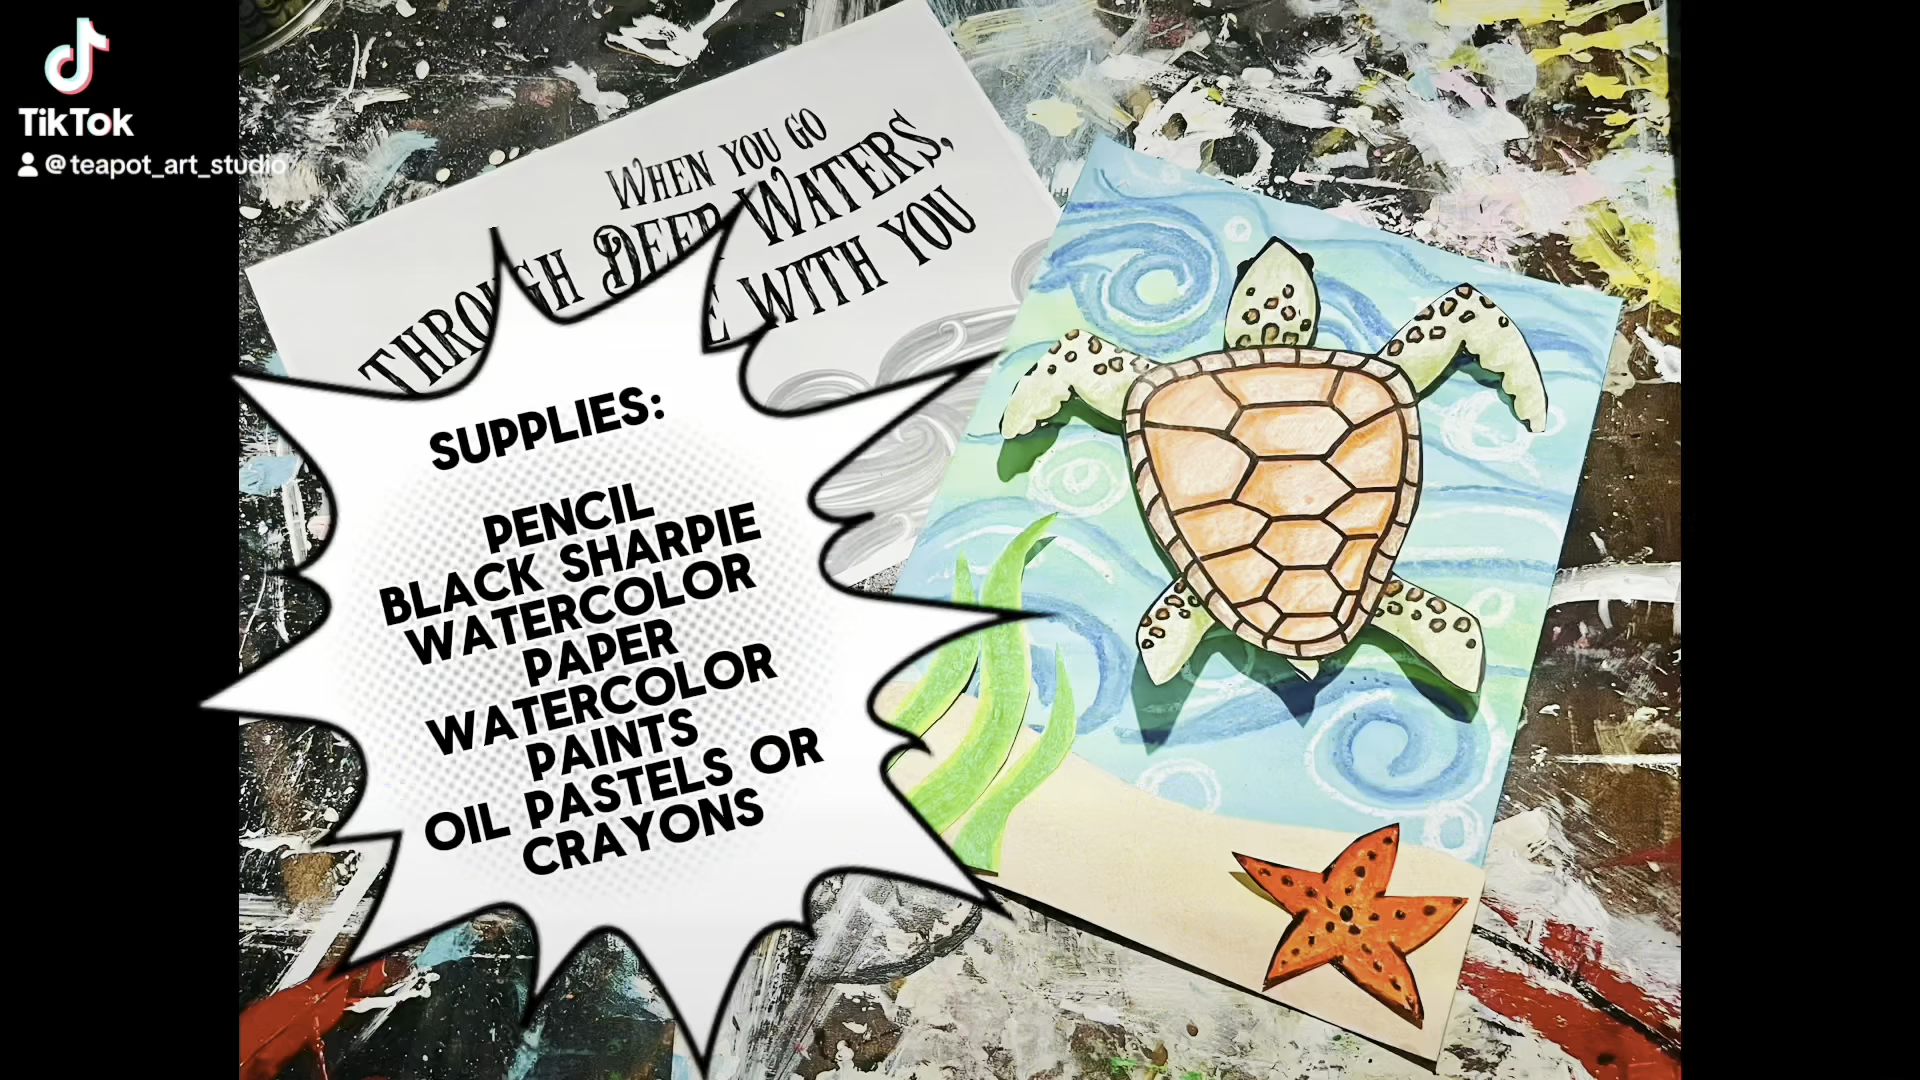 TikTok
@teapot_art_studio
WHEN YOU GO
THROUGH DEEP WATERS,
WITH YOU
SUPPLIES:
PENCIL
BLACK SHARPIE
WATERCOLOR
PAPER
WATERCOLOR
PAINTS
OIL PASTELS OR
CRAYONS